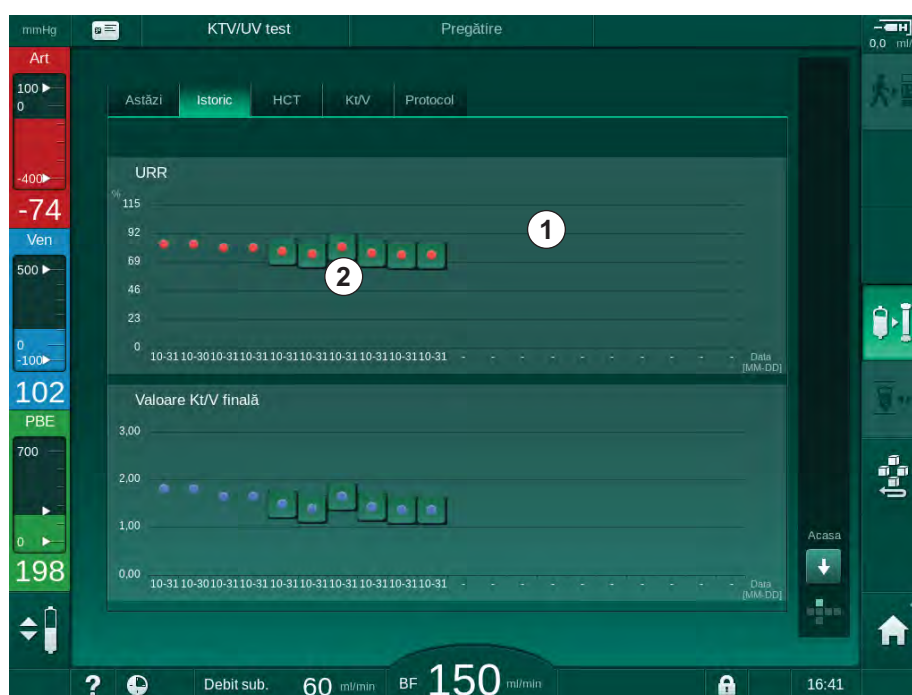 mmHg KTV/UV test Pregătire
0,0
Art
100
0
-400
-74
Ven
500
0
-100
102
PBE
700
0
198
Astăzi Istoric HCT Kt/V Protocol
URR
%
115
92
69
46
23
0
1
2
10-31 10-30 10-31 10-31 10-31 10-31 10-31 10-31 10-31 10-31 - - - - - - - - - - Data
[MM-DD]
Valoare Kt/V finală
3,00
2,00
1,00
0,00
10-31 10-30 10-31 10-31 10-31 10-31 10-31 10-31 10-31 10-31 - - - - - - - - - - Data
[MM-DD]
Acasa
? Debit sub. 60 ml/min BF 150 ml/min 16:41